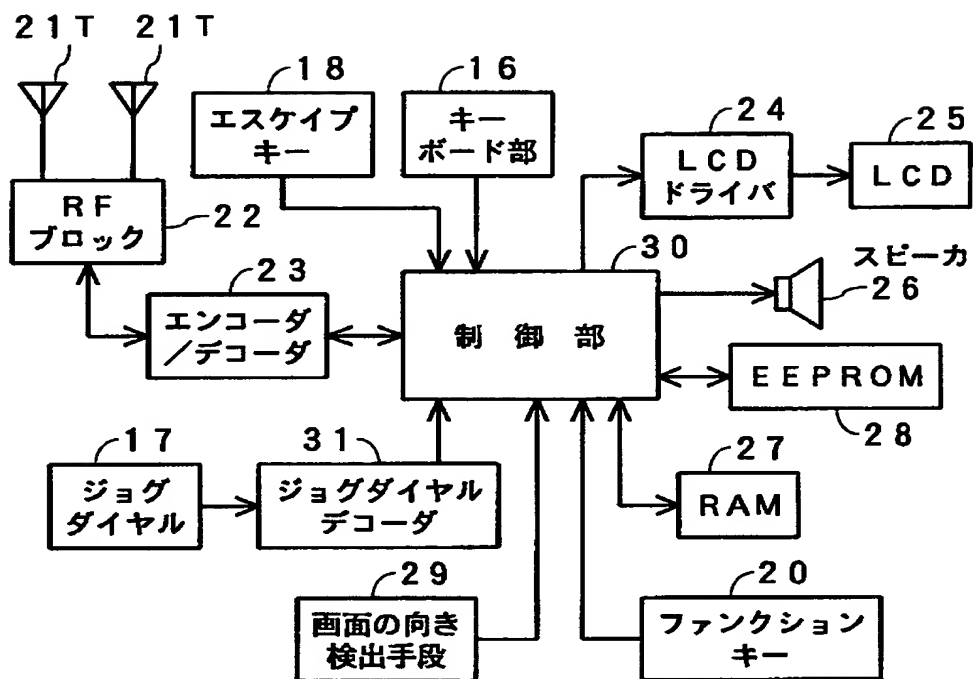 21T
21T
18
エスケイプ
キー
16
キー
ボード部
24
LCD
ドライバ
25
LCD
RF
ブロック
22
23
エンコーダ
/デコーダ
30
制御部
スピーカ
26
EEPROM
28
17
ジョグ
ダイヤル
31
ジョグダイヤル
デコーダ
27
RAM
29
画面の向き
検出手段
20
ファンクション
キー